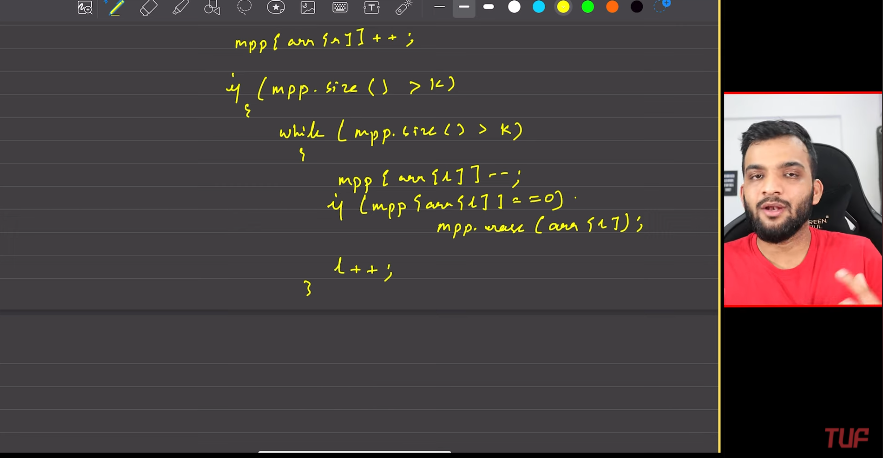 mpp[arr[r]]++;
if (mpp.size() > k)
{
while (mpp.size() > k)
{
mpp[arr[l]]--;
if (mpp[arr[l]] == 0)
mpp.erase(arr[l]);
l++;
}
TUF